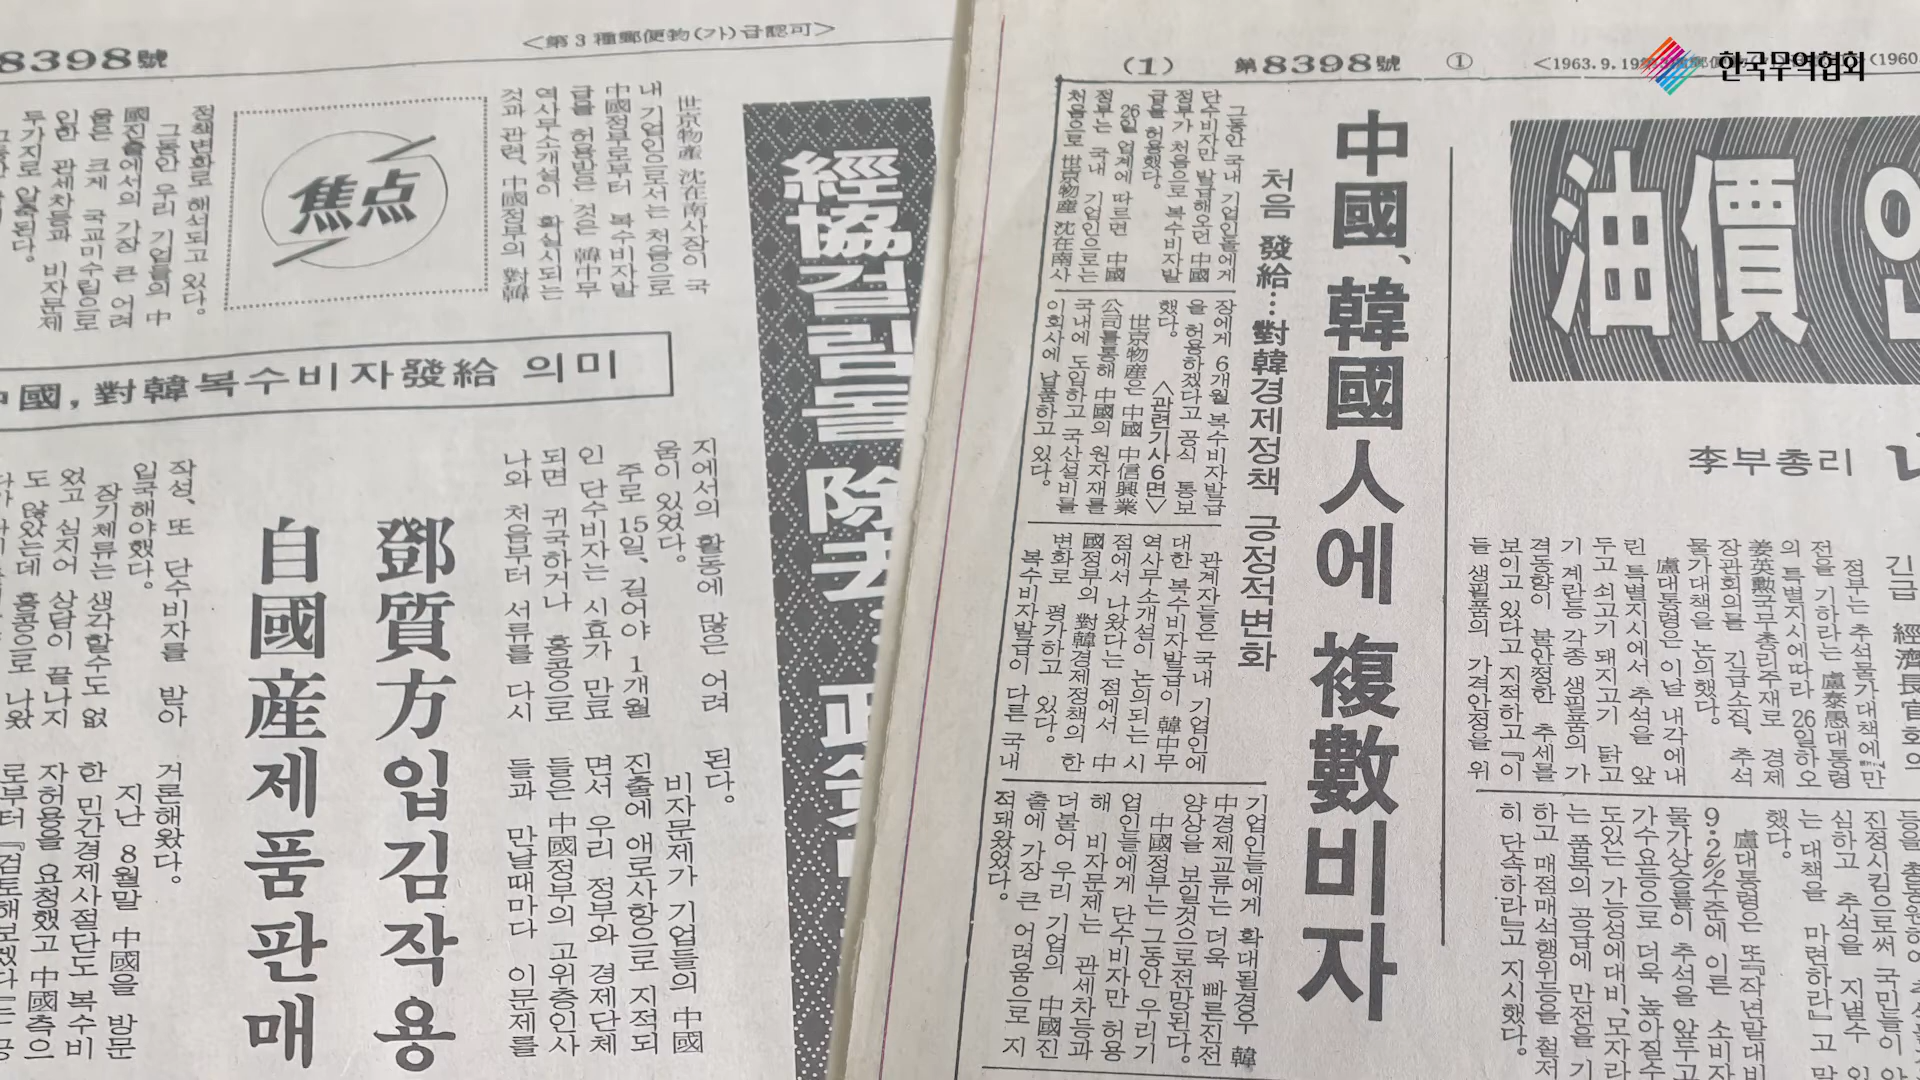 8398號
<第3種郵便物(가)급認可>
世京物産 沈在南사장이 국
내 기업인으로서는 처음으로
中國정부로부터 복수비자발
급을 허용받은 것은 韓中무
역사무소개설이 확실시되는
것과 관련, 中國정부의 對韓
焦点
정책변화로 해석되고 있다.
그동안 우리 기업들의 中
國진출에서의 가장 큰 어려
움은 크게 국교미수립으로
인한 관세차등과 비자문제
두가지로 압축된다.
中國, 對韓복수비자發給 의미
鄧質方입김작용
自國産제품판매
지에서의 활동에 많은 어려
움이 있었다.
주로 15일, 길어야 1개월
인 단수비자는 시효가 만료
되면 귀국하거나 홍콩으로
나와 처음부터 서류를 다시
작성, 또 단수비자를 받아
입국해야했다.
장기체류는 생각할수도 없
었고 심지어 상담이 끝나지
도 않았는데 홍콩으로 나왔
된다.
비자문제가 기업들의 中國
진출에 애로사항으로 지적되
면서 우리 정부와 경제단체
들은 中國정부의 고위층인사
들과 만날때마다 이문제를
거론해왔다.
지난 8월말 中國을 방문
한 민간경제사절단도 복수비
자허용을 요청했고 中國측으
로부터 『검토해보겠다』는 긍
經協걸림돌 除去
(1) 第8398號 ①
<1963. 9. 19
한국무역협회
中國, 韓國人에 複數비자
처음 發給…對韓경제정책 긍정적변화
그동안 국내 기업인들에게
단수비자만 발급해오던 中國
정부가 처음으로 복수비자발
급을 허용했다.
26일 업계에 따르면 中國
정부는 국내 기업인으로는
처음으로 世京物産 沈在南사
장에게 6개월 복수비자발급
을 허용하겠다고 공식 통보
했다. <관련기사6면>
世京物産은 中國 中信興業
公司를통해 中國의 원자재를
국내에 도입하고 국산설비를
이회사에 납품하고 있다.
관계자들은 국내 기업인에
대한 복수비자발급이 韓中무
역사무소개설이 논의되는 시
점에서 나왔다는 점에서 中
國정부의 對韓경제정책의 한
변화로 평가하고 있다.
복수비자발급이 다른 국내
기업인들에게 확대될경우 韓
中경제교류는 더욱 빠른진전
양상을 보일것으로전망된다.
中國정부는 그동안 우리기
업인들에게 단수비자만 허용
해 비자문제는 관세차등과
더불어 우리 기업의 中國진
출에 가장 큰 어려움으로 지
적돼왔었다.
油價
李부총리
긴급 經濟長官회의
정부는 추석물가대책에「만
전을 기하라는 盧泰愚대통령
의 특별지시에따라 26일하오
姜英勳국무총리주재로 경제
장관회의를 긴급소집, 추석
물가대책을 논의했다.
盧대통령은 이날 내각에내
린 특별지시에서 추석을 앞
두고 쇠고기 돼지고기 닭고
기 계란등 각종 생필품의 가
격동향이 불안정한 추세를
보이고 있다고 지적하고『이
들 생필품의 가격안정을 위
진정시킴으로써 국민들이 안
심하고 추석을 지낼수 있
는 대책을 마련하라』고 말
했다.
盧대통령은 또『작년말대비
9·2%수준에 이른 소비자
물가상승률이 추석을 앞두고
가수요등으로 더욱 높아질수
도있는 가능성에대비, 모자라
는 품목의 공급에 만전을 기
하고 매점매석행위등을 철저
히 단속하라』고 지시했다.